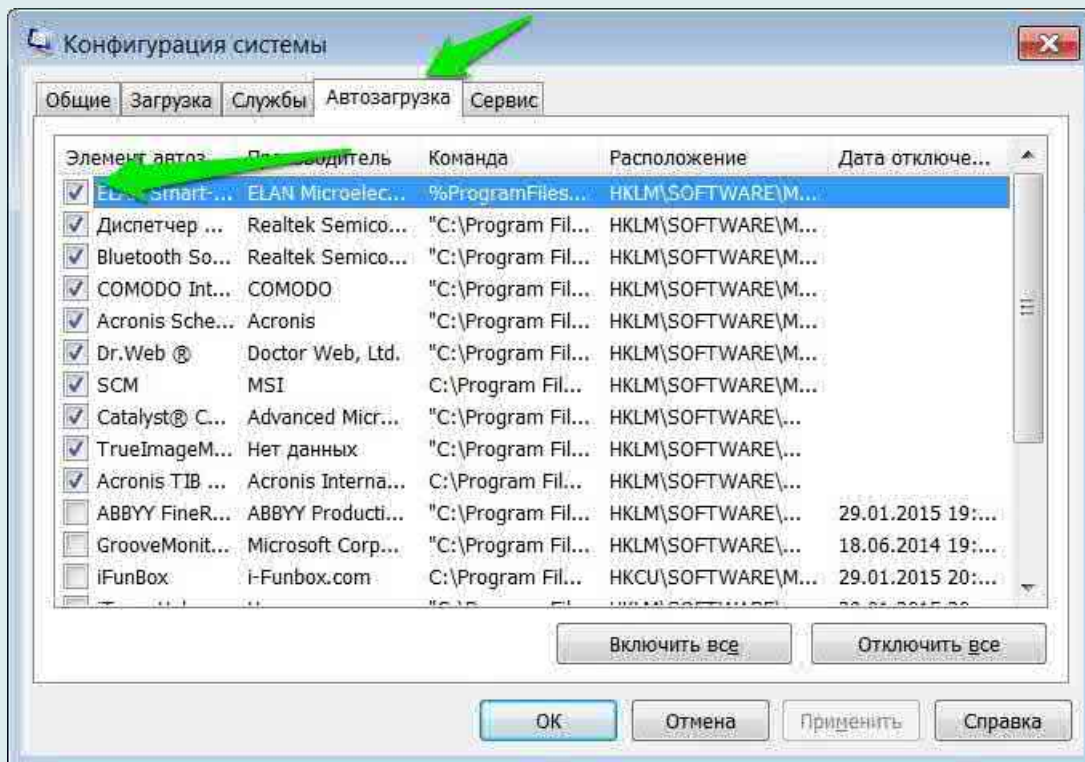 Конфигурация системы
Общие Загрузка Службы Автозагрузка Сервис
Элемент автоз... Команда Расположение Дата отключе...
Smart-... ELAN Microelec... %ProgramFiles... HKLM\SOFTWARE\M...
Диспетчер ... Realtek Semico... "C:\Program Fil... HKLM\SOFTWARE\M...
Bluetooth So... Realtek Semico... "C:\Program Fil... HKLM\SOFTWARE\M...
COMODO Int... COMODO "C:\Program Fil... HKLM\SOFTWARE\M...
Acronis Sche... Acronis "C:\Program Fil... HKLM\SOFTWARE\M...
Dr.Web ® Doctor Web, Ltd. "C:\Program Fil... HKLM\SOFTWARE\M...
SCM MSI C:\Program Fil... HKLM\SOFTWARE\M...
Catalyst® C... Advanced Micr... "C:\Program Fil... HKLM\SOFTWARE\...
TrueImageM... Нет данных "C:\Program Fil... HKLM\SOFTWARE\...
Acronis TIB ... Acronis Interna... C:\Program Fil... HKLM\SOFTWARE\...
ABBYY FineR... ABBYY Producti... "C:\Program Fil... HKLM\SOFTWARE\... 29.01.2015 19:...
GrooveMonit... Microsoft Corp... "C:\Program Fil... HKLM\SOFTWARE\... 18.06.2014 19:...
iFunBox i-Funbox.com C:\Program Fil... HKCU\SOFTWARE\M... 29.01.2015 20:...
Включить все Отключить все
ОК Отмена Применить Справка